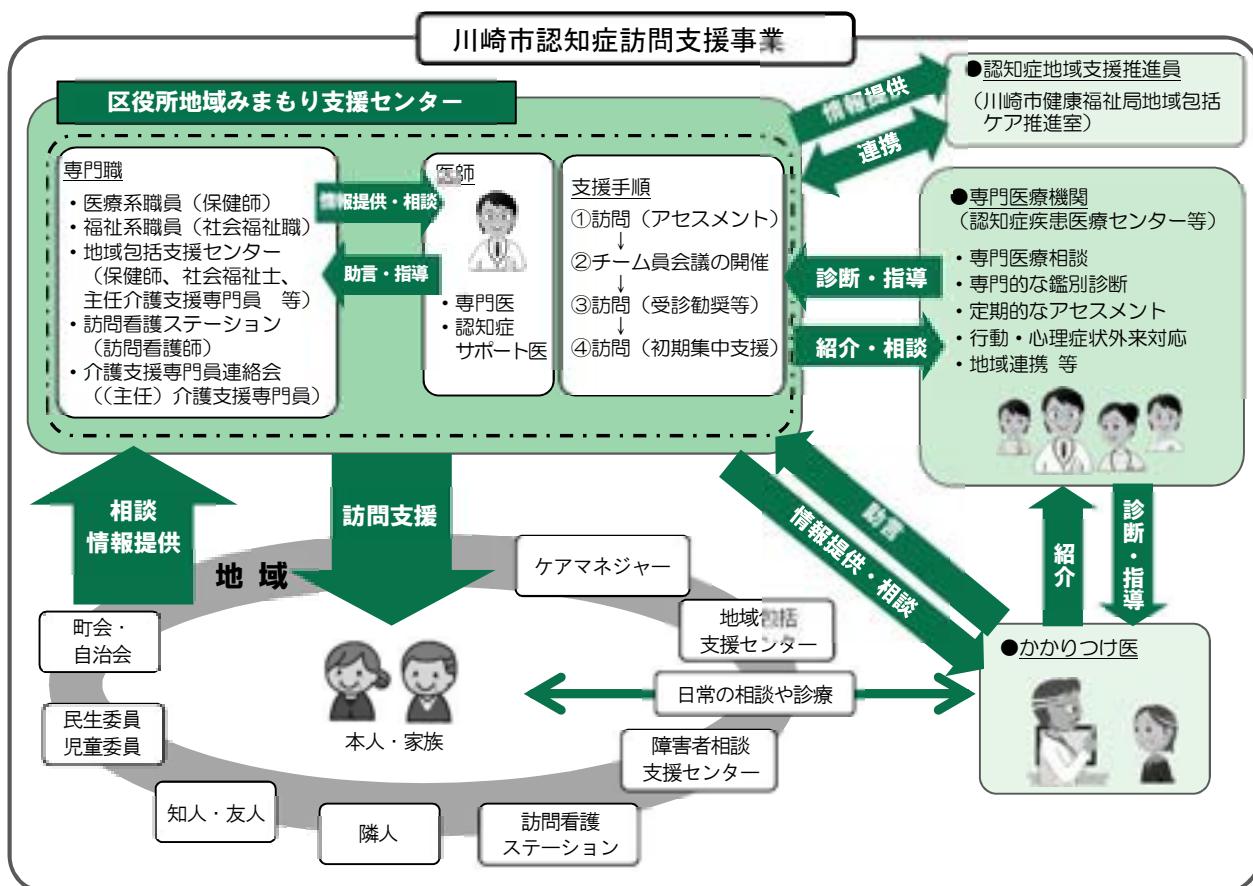 川崎市認知症訪問支援事業
区役所地域みまもり支援センター
専門職
・医療系職員（保健師）
・福祉系職員（社会福祉職）
・地域包括支援センター
（保健師、社会福祉士、
主任介護支援専門員　等）
・訪問看護ステーション
（訪問看護師）
・介護支援専門員連絡会
（（主任）介護支援専門員）
情報提供・相談
助言・指導
医師
・専門医
・認知症
サポート医
支援手順
①訪問（アセスメント）
↓
②チーム員会議の開催
↓
③訪問（受診勧奨等）
↓
④訪問（初期集中支援）
情報提供
連携
●認知症地域支援推進員
（川崎市健康福祉局地域包括
ケア推進室）
診断・指導
紹介・相談
●専門医療機関
（認知症疾患医療センター等）
・専門医療相談
・専門的な鑑別診断
・定期的なアセスメント
・行動・心理症状外来対応
・地域連携 等
相談
情報提供
訪問支援
助言
情報提供・相談
紹介
診断・指導
地 域
ケアマネジャー
町会・
自治会
地域包括
支援センター
●かかりつけ医
日常の相談や診療
民生委員
児童委員
本人・家族
障害者相談
支援センター
知人・友人
隣人
訪問看護
ステーション